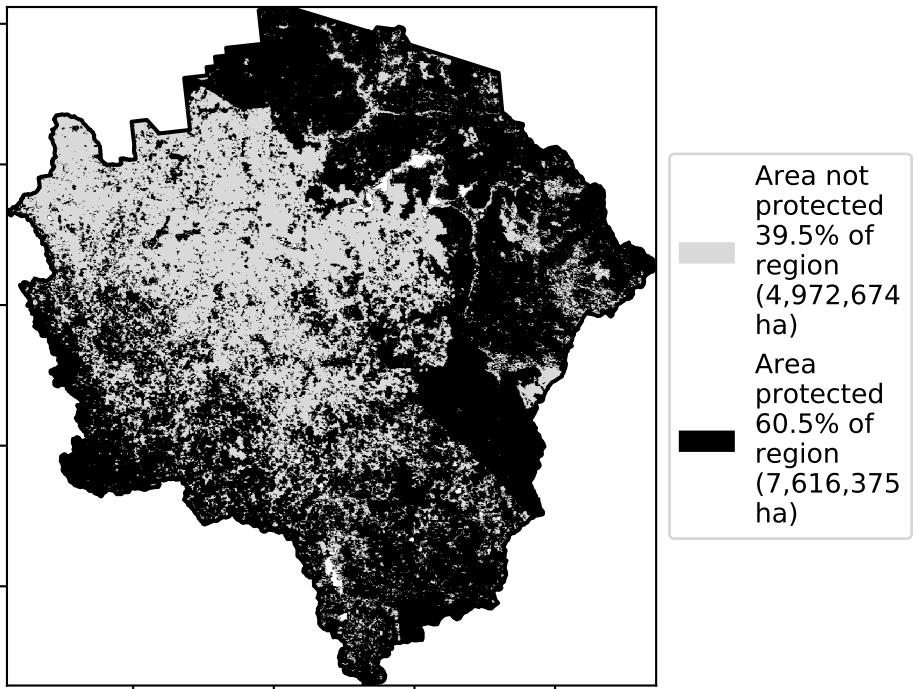 Area not
protected
39.5% of
region
(4,972,674
ha)
Area
protected
60.5% of
region
(7,616,375
ha)